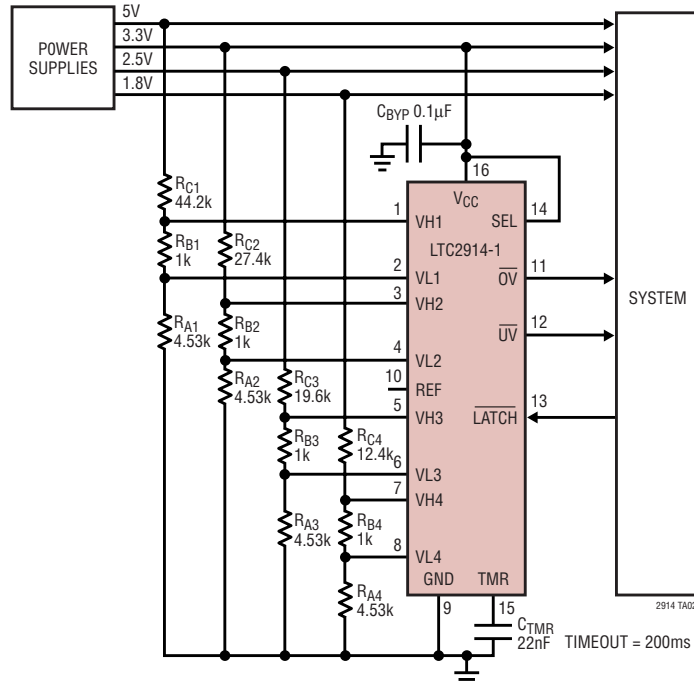 5V
3.3V
2.5V
1.8V
POWER
SUPPLIES
CBYP 0.1µF
16
VCC
RC1
44.2k
1
VH1
SEL
14
LTC2914-1
RB1
1k
RC2
27.4k
2
VL1
OV
11
3
VH2
SYSTEM
RA1
4.53k
RB2
1k
UV
12
4
VL2
RA2
4.53k
RC3
19.6k
10
REF
5
VH3
LATCH
13
RB3
1k
RC4
12.4k
6
VL3
7
VH4
RA3
4.53k
RB4
1k
8
VL4
RA4
4.53k
GND
TMR
9
15
2914 TA02
CTMR
22nF
TIMEOUT = 200ms